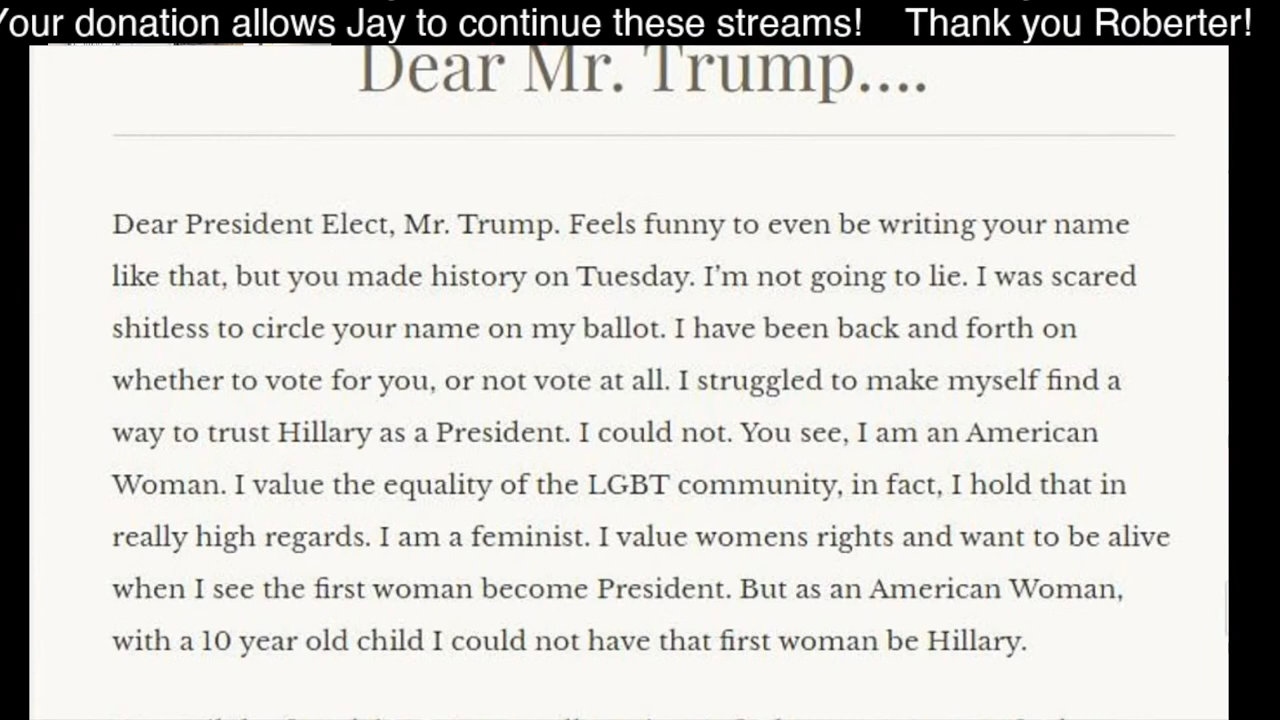 Your donation allows Jay to continue these streams! Thank you Roberter!
Dear Mr. Trump....
Dear President Elect, Mr. Trump. Feels funny to even be writing your name
like that, but you made history on Tuesday. I'm not going to lie. I was scared
shitless to circle your name on my ballot. I have been back and forth on
whether to vote for you, or not vote at all. I struggled to make myself find a
way to trust Hillary as a President. I could not. You see, I am an American
Woman. I value the equality of the LGBT community, in fact, I hold that in
really high regards. I am a feminist. I value womens rights and want to be alive
when I see the first woman become President. But as an American Woman,
with a 10 year old child I could not have that first woman be Hillary.